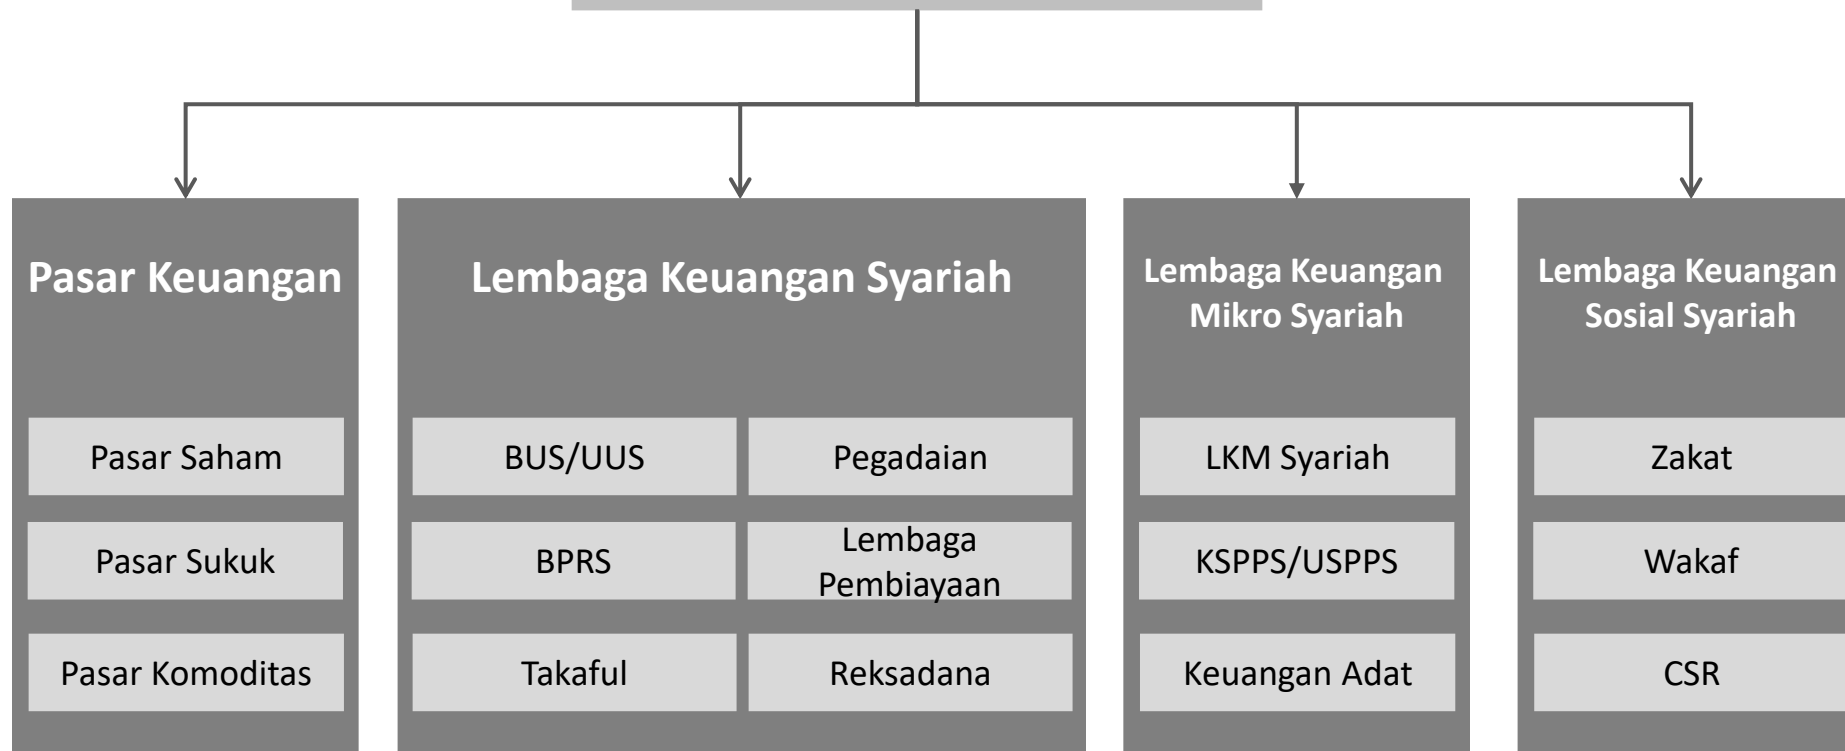 Pasar Keuangan
Pasar Saham
Pasar Sukuk
Pasar Komoditas
Lembaga Keuangan Syariah
BUS/UUS
Pegadaian
BPRS
Lembaga
Pembiayaan
Takaful
Reksadana
Lembaga Keuangan
Mikro Syariah
LKM Syariah
KSPPS/USPPS
Keuangan Adat
Lembaga Keuangan
Sosial Syariah
Zakat
Wakaf
CSR